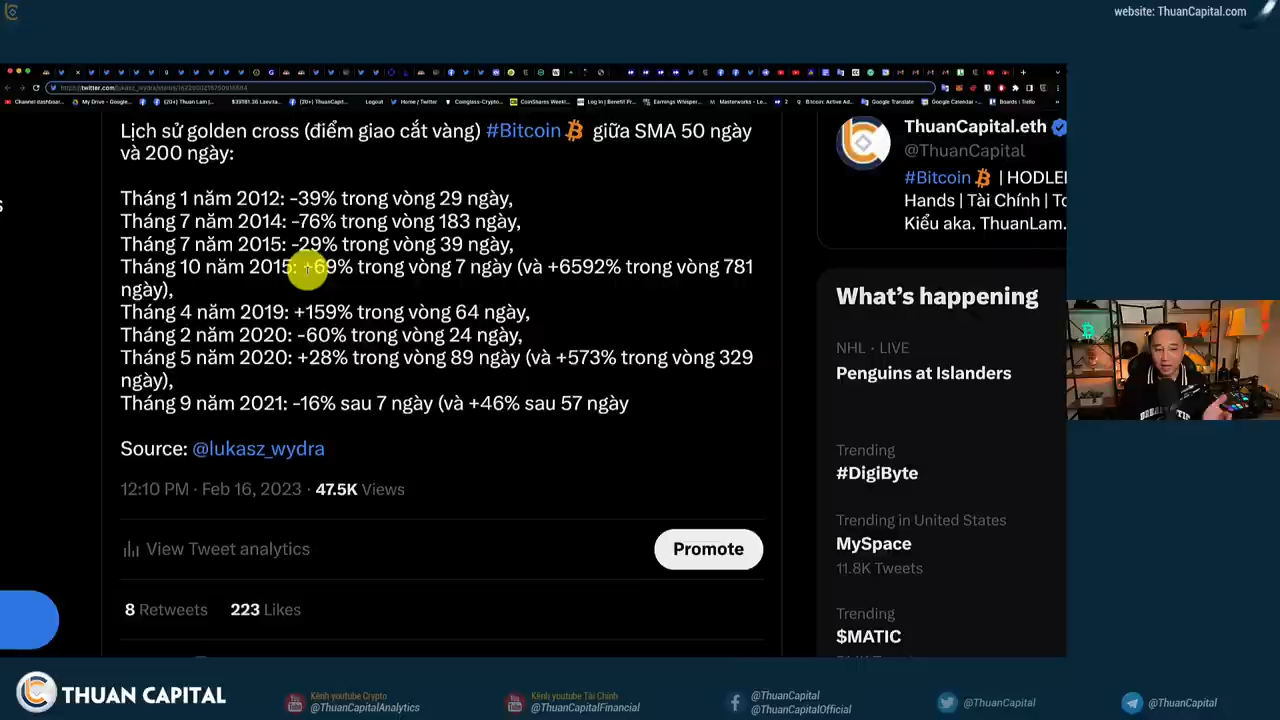 website: ThuanCapital.com
Lịch sử golden cross (điểm giao cắt vàng) #Bitcoin giữa SMA 50 ngày
và 200 ngày:
Tháng 1 năm 2012: -39% trong vòng 29 ngày,
Tháng 7 năm 2014: -76% trong vòng 183 ngày,
Tháng 7 năm 2015: -29% trong vòng 39 ngày,
Tháng 10 năm 2015: +69% trong vòng 7 ngày (và +6592% trong vòng 781
ngày),
Tháng 4 năm 2019: +159% trong vòng 64 ngày,
Tháng 2 năm 2020: -60% trong vòng 24 ngày,
Tháng 5 năm 2020: +28% trong vòng 89 ngày (và +573% trong vòng 329
ngày),
Tháng 9 năm 2021: -16% sau 7 ngày (và +46% sau 57 ngày
Source: @lukasz_wydra
12:10 PM · Feb 16, 2023 · 47.5K Views
View Tweet analytics
Promote
8 Retweets 223 Likes
ThuanCapital.eth
@ThuanCapital
#Bitcoin | HODLE
Hands | Tài Chính | To
Kiểu aka. ThuanLam.
What's happening
NHL · LIVE
Penguins at Islanders
Trending
#DigiByte
Trending in United States
MySpace
11.8K Tweets
Trending
$MATIC
THUAN CAPITAL
Kênh youtube Crypto
@ThuanCapitalAnalytics
Kênh youtube Tài Chính
@ThuanCapitalFinancial
@ThuanCapital
@ThuanCapitalOfficial
@ThuanCapital
@ThuanCapital